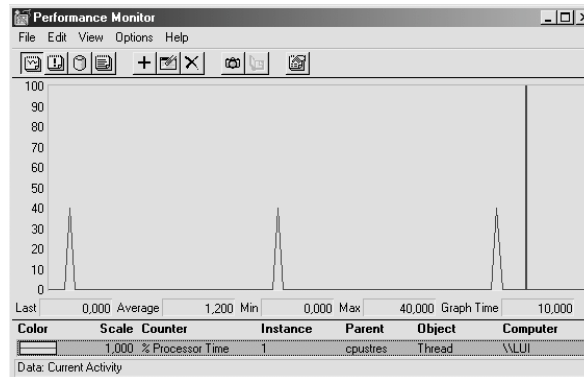 Performance Monitor
File Edit View Options Help
100
90
80
70
60
50
40
30
20
10
0
Last 0,000 Average 1,200 Min 0,000 Max 40,000 Graph Time 10,000
Color Scale Counter Instance Parent Object Computer
1,000 % Processor Time 1 cpustres Thread \\LUI
Data: Current Activity